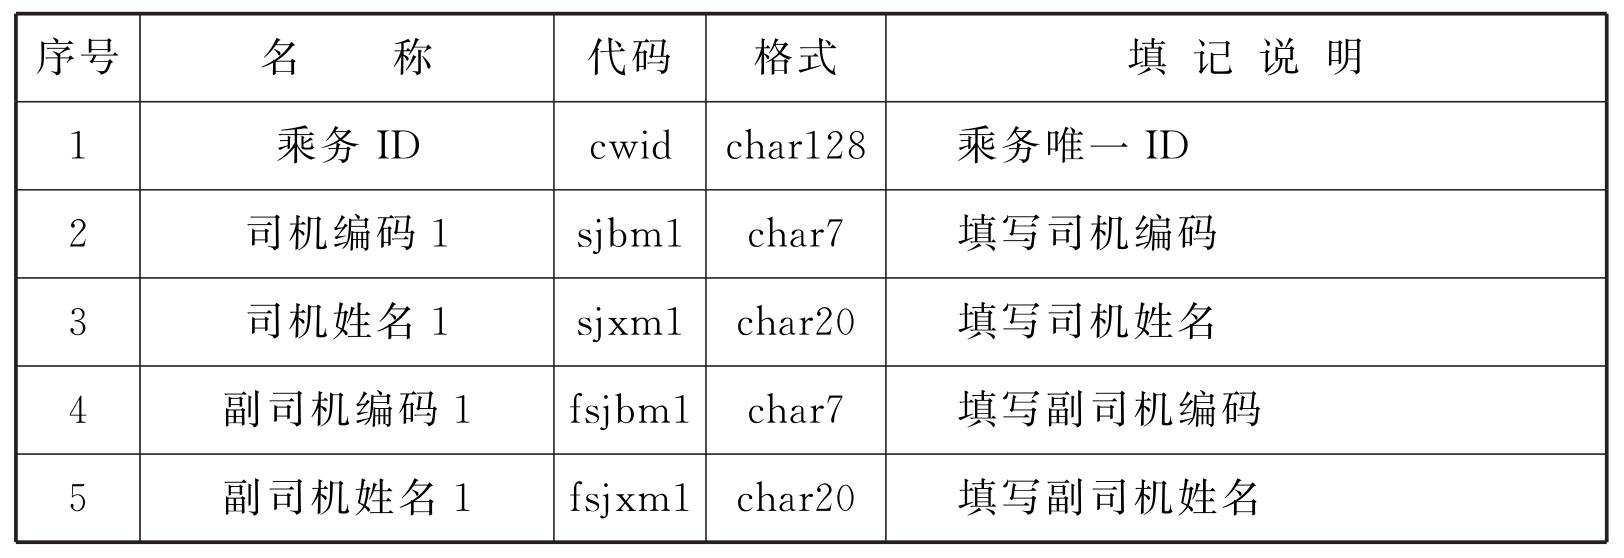 序号 名称 代码 格式 填记说明
1 乘务 ID cwid char128 乘务唯一 ID
2 司机编码 1 sjbm1 char7 填写司机编码
3 司机姓名 1 sjxm1 char20 填写司机姓名
4 副司机编码 1 fsjbm1 char7 填写副司机编码
5 副司机姓名 1 fsjxm1 char20 填写副司机姓名